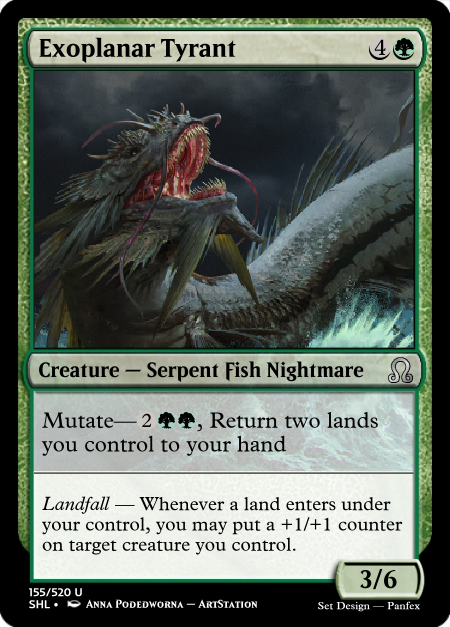 Exoplanar Tyrant 4
Creature — Serpent Fish Nightmare
Mutate— 2 , Return two lands
you control to your hand
Landfall — Whenever a land enters under
your control, you may put a +1/+1 counter
on target creature you control.
3/6
155/520 U
SHL • Anna Podedworna — ArtStation
Set Design — Panfex